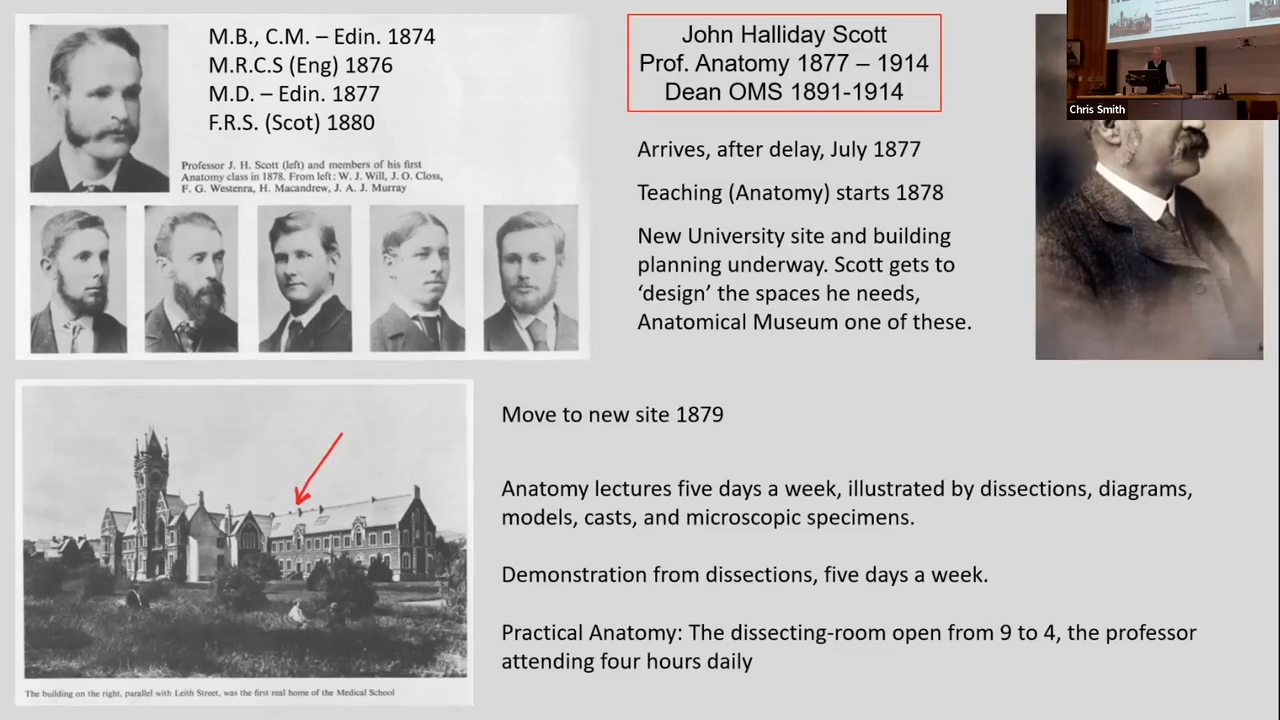 M.B., C.M. – Edin. 1874
M.R.C.S (Eng) 1876
M.D. – Edin. 1877
F.R.S. (Scot) 1880
Professor J. H. Scott (left) and members of his first
Anatomy class in 1878. From left: W. J. Will, J. O. Closs,
F. G. Westenra, H. Macandrew, J. A. J. Murray
John Halliday Scott
Prof. Anatomy 1877 – 1914
Dean OMS 1891-1914
Chris Smith
Arrives, after delay, July 1877
Teaching (Anatomy) starts 1878
New University site and building
planning underway. Scott gets to
‘design’ the spaces he needs,
Anatomical Museum one of these.
The building on the right, parallel with Leith Street, was the first real home of the Medical School
Move to new site 1879
Anatomy lectures five days a week, illustrated by dissections, diagrams,
models, casts, and microscopic specimens.
Demonstration from dissections, five days a week.
Practical Anatomy: The dissecting-room open from 9 to 4, the professor
attending four hours daily